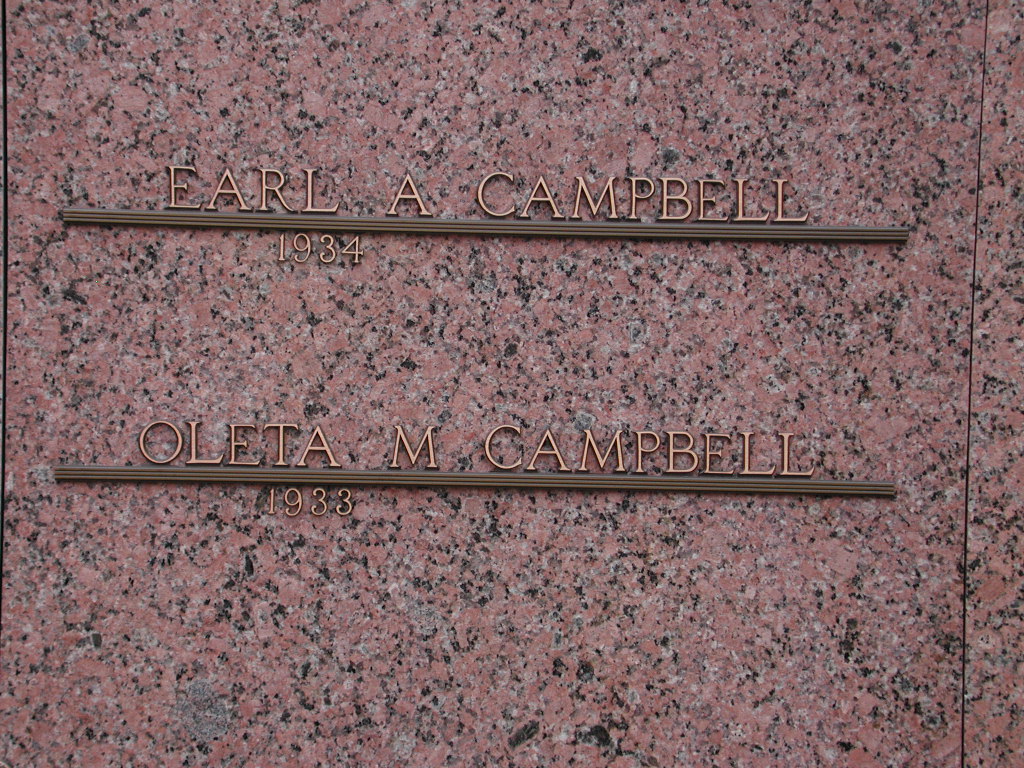 EARL A CAMPBELL
1934
OLETA M CAMPBELL
1933